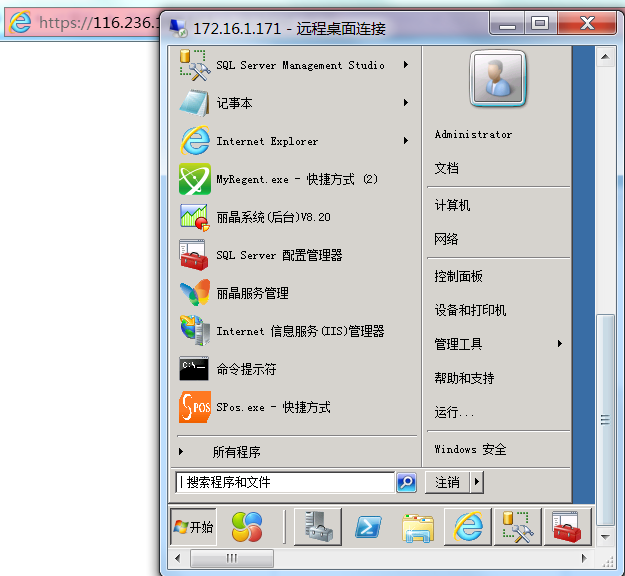 https://116.236.1
172.16.1.171 - 远程桌面连接
SQL Server Management Studio
记事本
Internet Explorer
MyRegent.exe - 快捷方式 (2)
丽晶系统(后台)V8.20
SQL Server 配置管理器
丽晶服务管理
Internet 信息服务(IIS)管理器
C:\_
命令提示符
SPOS
SPos.exe - 快捷方式
所有程序
搜索程序和文件
Administrator
文档
计算机
网络
控制面板
设备和打印机
管理工具
帮助和支持
运行...
Windows 安全
注销
开始